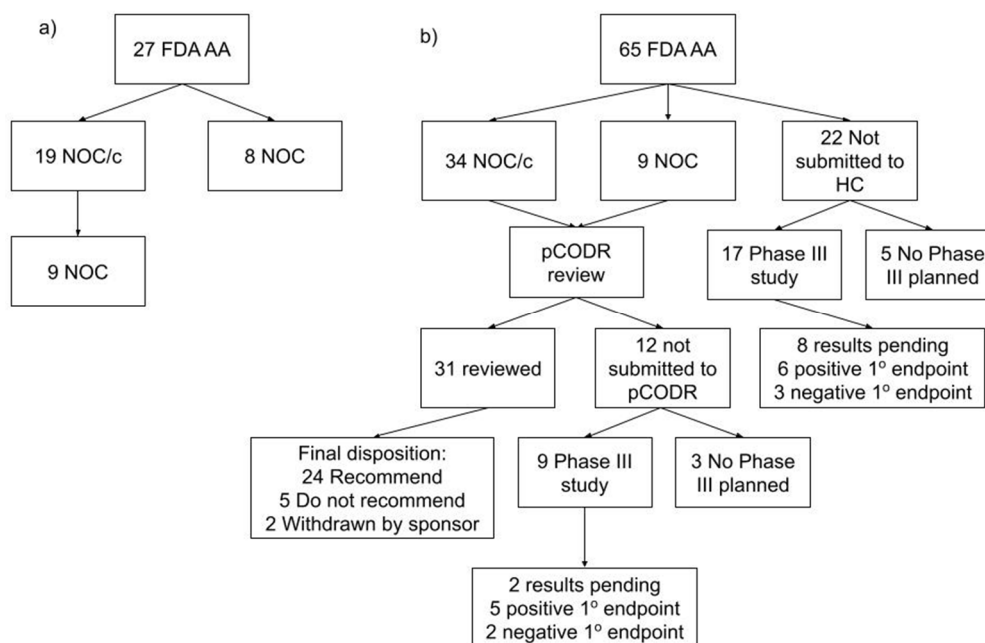 a)
27 FDA AA
19 NOC/c
8 NOC
9 NOC
b)
65 FDA AA
34 NOC/c
9 NOC
22 Not
submitted to
HC
pCODR
review
17 Phase III
study
5 No Phase
III planned
31 reviewed
12 not
submitted to
pCODR
8 results pending
6 positive 1º endpoint
3 negative 1º endpoint
Final disposition:
24 Recommend
5 Do not recommend
2 Withdrawn by sponsor
9 Phase III
study
3 No Phase
III planned
2 results pending
5 positive 1º endpoint
2 negative 1º endpoint